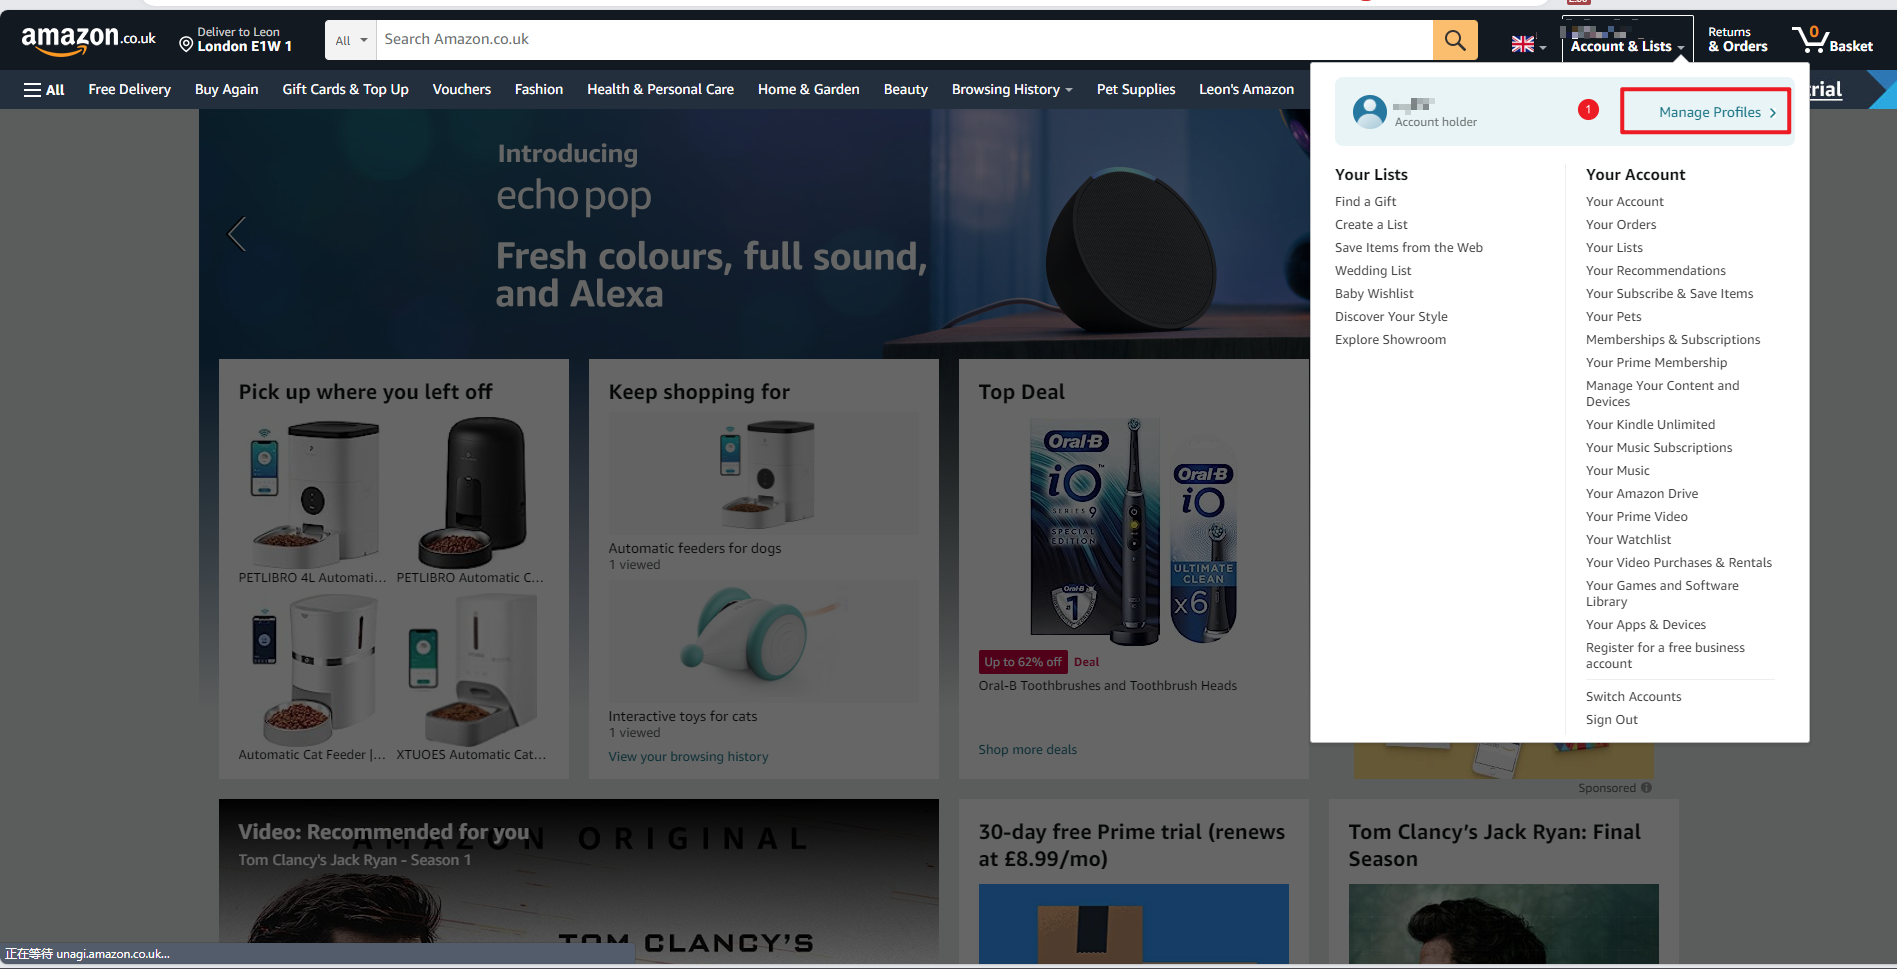 amazon.co.uk
Deliver to Leon
London E1W 1
All
Search Amazon.co.uk
Account & Lists
Returns
& Orders
0
Basket
All
Free Delivery
Buy Again
Gift Cards & Top Up
Vouchers
Fashion
Health & Personal Care
Home & Garden
Beauty
Browsing History
Pet Supplies
Leon's Amazon
rial
Account holder
1
Manage Profiles
Your Lists
Find a Gift
Create a List
Save Items from the Web
Wedding List
Baby Wishlist
Discover Your Style
Explore Showroom
Your Account
Your Account
Your Orders
Your Lists
Your Recommendations
Your Subscribe & Save Items
Your Pets
Memberships & Subscriptions
Your Prime Membership
Manage Your Content and
Devices
Your Kindle Unlimited
Your Music Subscriptions
Your Music
Your Amazon Drive
Your Prime Video
Your Watchlist
Your Video Purchases & Rentals
Your Games and Software
Library
Your Apps & Devices
Register for a free business
account
Switch Accounts
Sign Out
Introducing
echo pop
Fresh colours, full sound,
and Alexa
Pick up where you left off
PETLIBRO 4L Automati...
PETLIBRO Automatic C...
Automatic Cat Feeder |...
XTUOES Automatic Cat...
Keep shopping for
Automatic feeders for dogs
1 viewed
Interactive toys for cats
1 viewed
View your browsing history
Top Deal
Oral-B
iO
SERIES 9
SPECIAL
EDITION
Oral-B
#1
Oral-B
iO
ULTIMATE
CLEAN
x6
Up to 62% off
Deal
Oral-B Toothbrushes and Toothbrush Heads
Shop more deals
Sponsored
Video: Recommended for you
AMAZON ORIGINAL
Tom Clancy's Jack Ryan - Season 1
TOM CLANCY'S
30-day free Prime trial (renews
at £8.99/mo)
Tom Clancy's Jack Ryan: Final
Season
正在等待 unagi.amazon.co.uk...